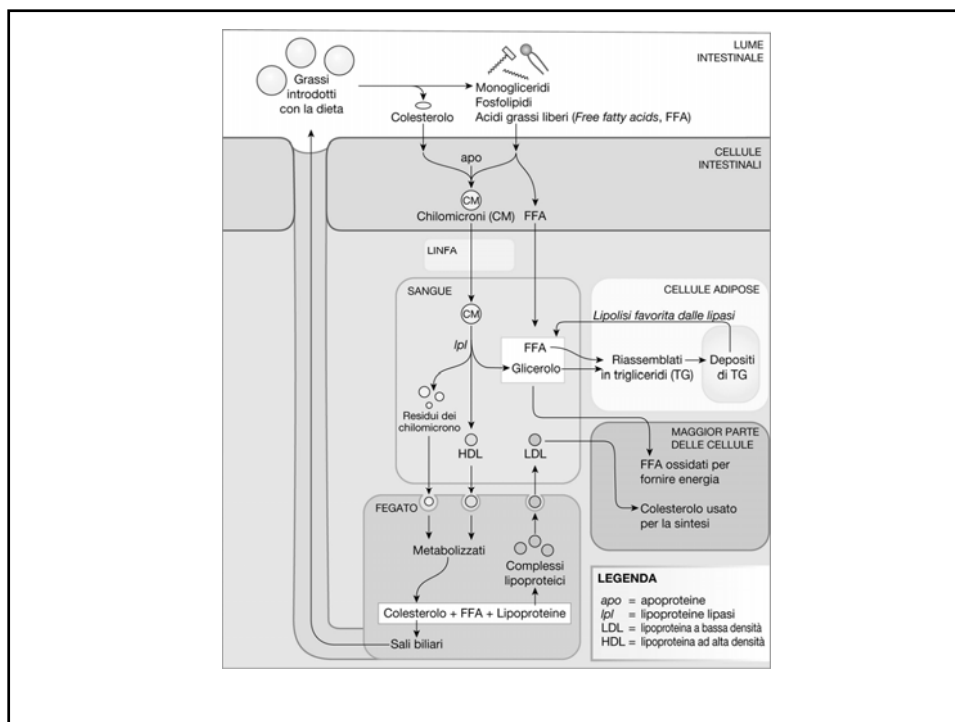 LUME
INTESTINALE
Grassi
introdotti
con la dieta
Monogliceridi
Fosfolipidi
Acidi grassi liberi (Free fatty acids, FFA)
Colesterolo
CELLULE
INTESTINALI
apo
CM
Chilomicroni (CM)
FFA
LINFA
SANGUE
CM
lpl
FFA
Glicerolo
CELLULE ADIPOSE
Lipolisi favorita dalle lipasi
Riassemblati
in trigliceridi (TG)
Depositi
di TG
Residui dei
chilomicrono
HDL
LDL
MAGGIOR PARTE
DELLE CELLULE
FFA ossidati per
fornire energia
Colesterolo usato
per la sintesi
FEGATO
Metabolizzati
Complessi
lipoproteici
Colesterolo + FFA + Lipoproteine
Sali biliari
LEGENDA
apo = apoproteine
lpl = lipoproteine lipasi
LDL = lipoproteina a bassa densità
HDL = lipoproteina ad alta densità